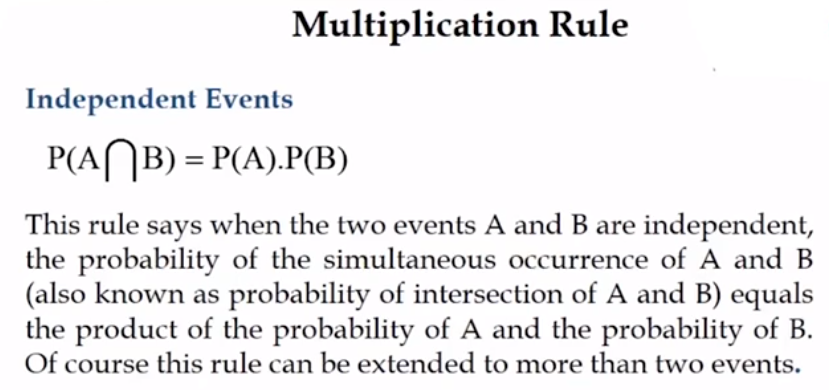 Multiplication Rule
Independent Events
P(A⋂B) = P(A).P(B)
This rule says when the two events A and B are independent,
the probability of the simultaneous occurrence of A and B
(also known as probability of intersection of A and B) equals
the product of the probability of A and the probability of B.
Of course this rule can be extended to more than two events.